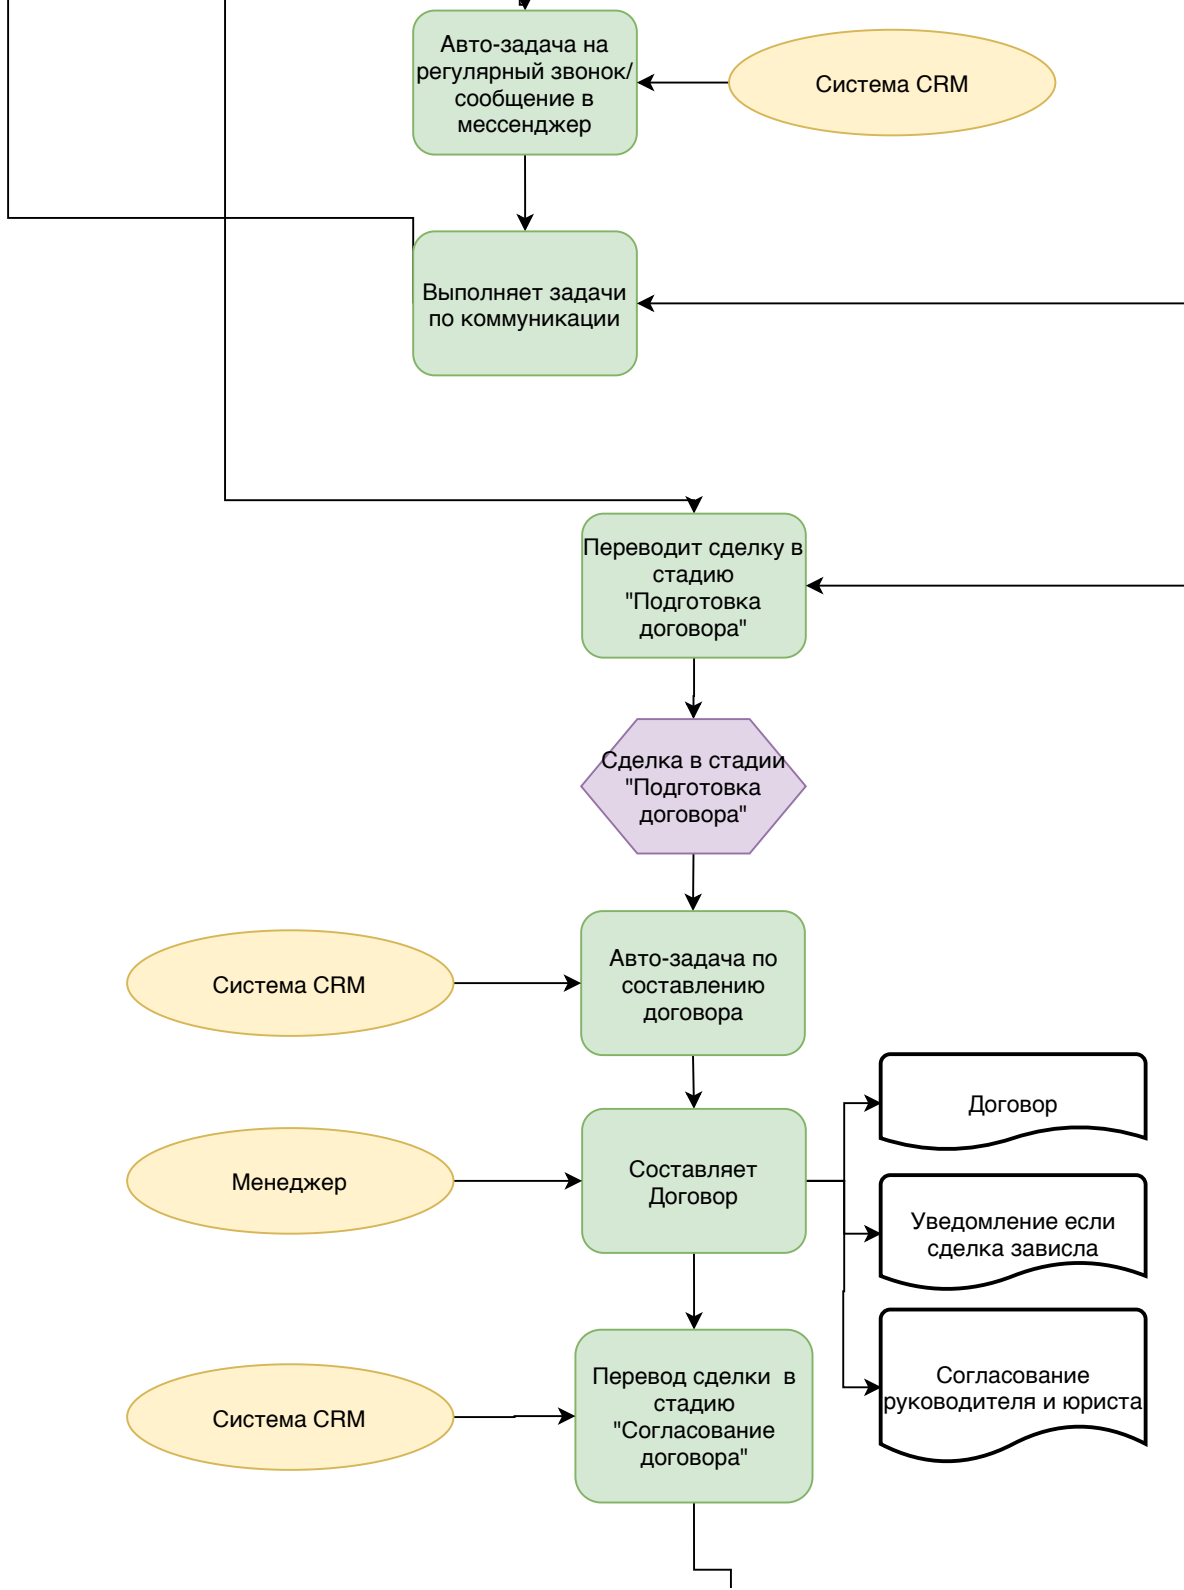 Авто-задача на
регулярный звонок/
сообщение в
мессенджер
Система CRM
Выполняет задачи
по коммуникации
Переводит сделку в
стадию
"Подготовка
договора"
Сделка в стадии
"Подготовка
договора"
Система CRM
Авто-задача по
составлению
договора
Договор
Менеджер
Составляет
Договор
Уведомление если
сделка зависла
Система CRM
Перевод сделки в
стадию
"Согласование
договора"
Согласование
руководителя и юриста